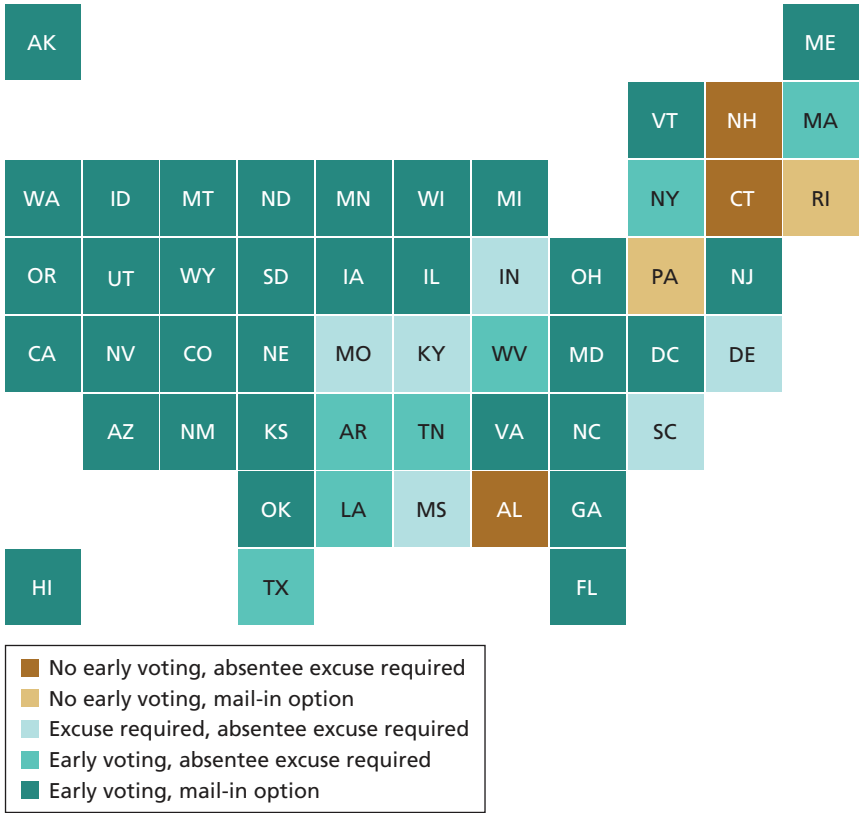 AK ME
VT NH MA
WA ID MT ND MN WI MI NY CT RI
OR UT WY SD IA IL IN OH PA NJ
CA NV CO NE MO KY WV MD DC DE
AZ NM KS AR TN VA NC SC
OK LA MS AL GA
HI TX FL
No early voting, absentee excuse required
No early voting, mail-in option
Excuse required, absentee excuse required
Early voting, absentee excuse required
Early voting, mail-in option